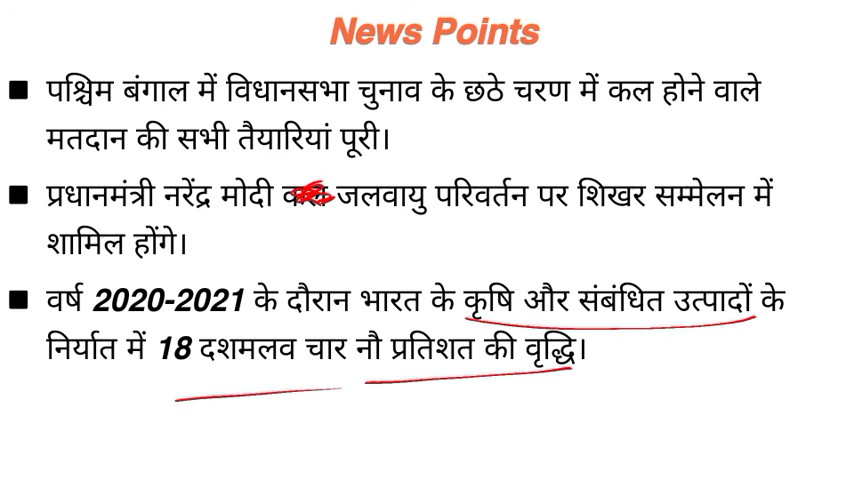 News Points
■ पश्चिम बंगाल में विधानसभा चुनाव के छठे चरण में कल होने वाले
मतदान की सभी तैयारियां पूरी।
■ प्रधानमंत्री नरेंद्र मोदी कल जलवायु परिवर्तन पर शिखर सम्मेलन में
शामिल होंगे।
■ वर्ष 2020-2021 के दौरान भारत के कृषि और संबंधित उत्पादों के
निर्यात में 18 दशमलव चार नौ प्रतिशत की वृद्धि।